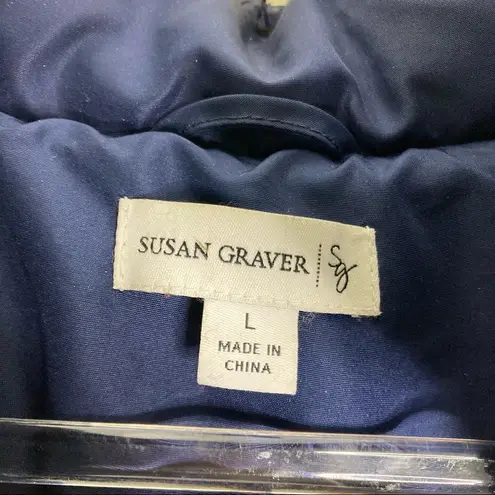 SUSAN GRAVER | Sg
L
MADE IN
CHINA